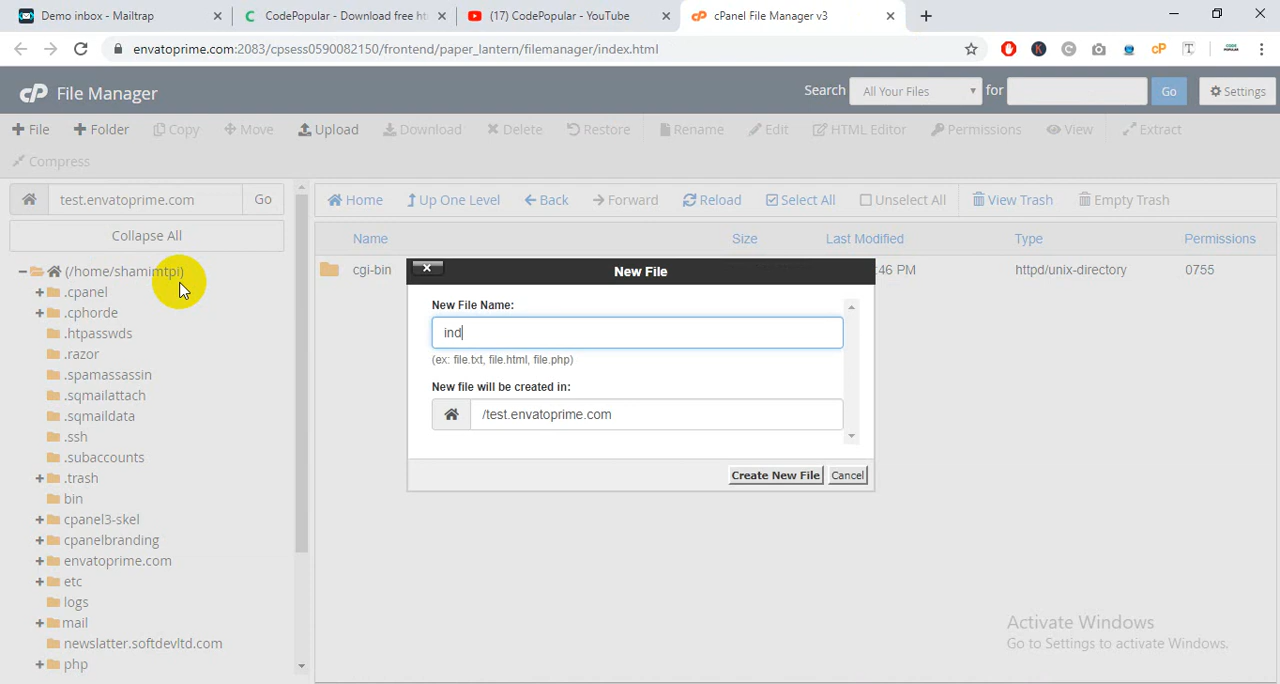 Demo inbox - Mailtrap
CodePopular - Download free ht
(17) CodePopular - YouTube
cP cPanel File Manager v3
envatoprime.com:2083/cpsess0590082150/frontend/paper_lantern/filemanager/index.html
cP File Manager
Search All Your Files for Go Settings
File Folder Copy Move Upload Download Delete Restore Rename Edit HTML Editor Permissions View Extract
Compress
test.envatoprime.com Go
Home Up One Level Back Forward Reload Select All Unselect All View Trash Empty Trash
Collapse All
Name Size Last Modified Type Permissions
(/home/shamimtpi)
cgi-bin :46 PM httpd/unix-directory 0755
.cpanel
.cphorde
.htpasswds
.razor
.spamassassin
.sqmailattach
.sqmaildata
.ssh
.subaccounts
.trash
bin
cpanel3-skel
cpanelbranding
envatoprime.com
etc
logs
mail
newslatter.softdevltd.com
php
New File
New File Name:
ind
(ex: file.txt, file.html, file.php)
New file will be created in:
/test.envatoprime.com
Create New File Cancel
Activate Windows
Go to Settings to activate Windows.